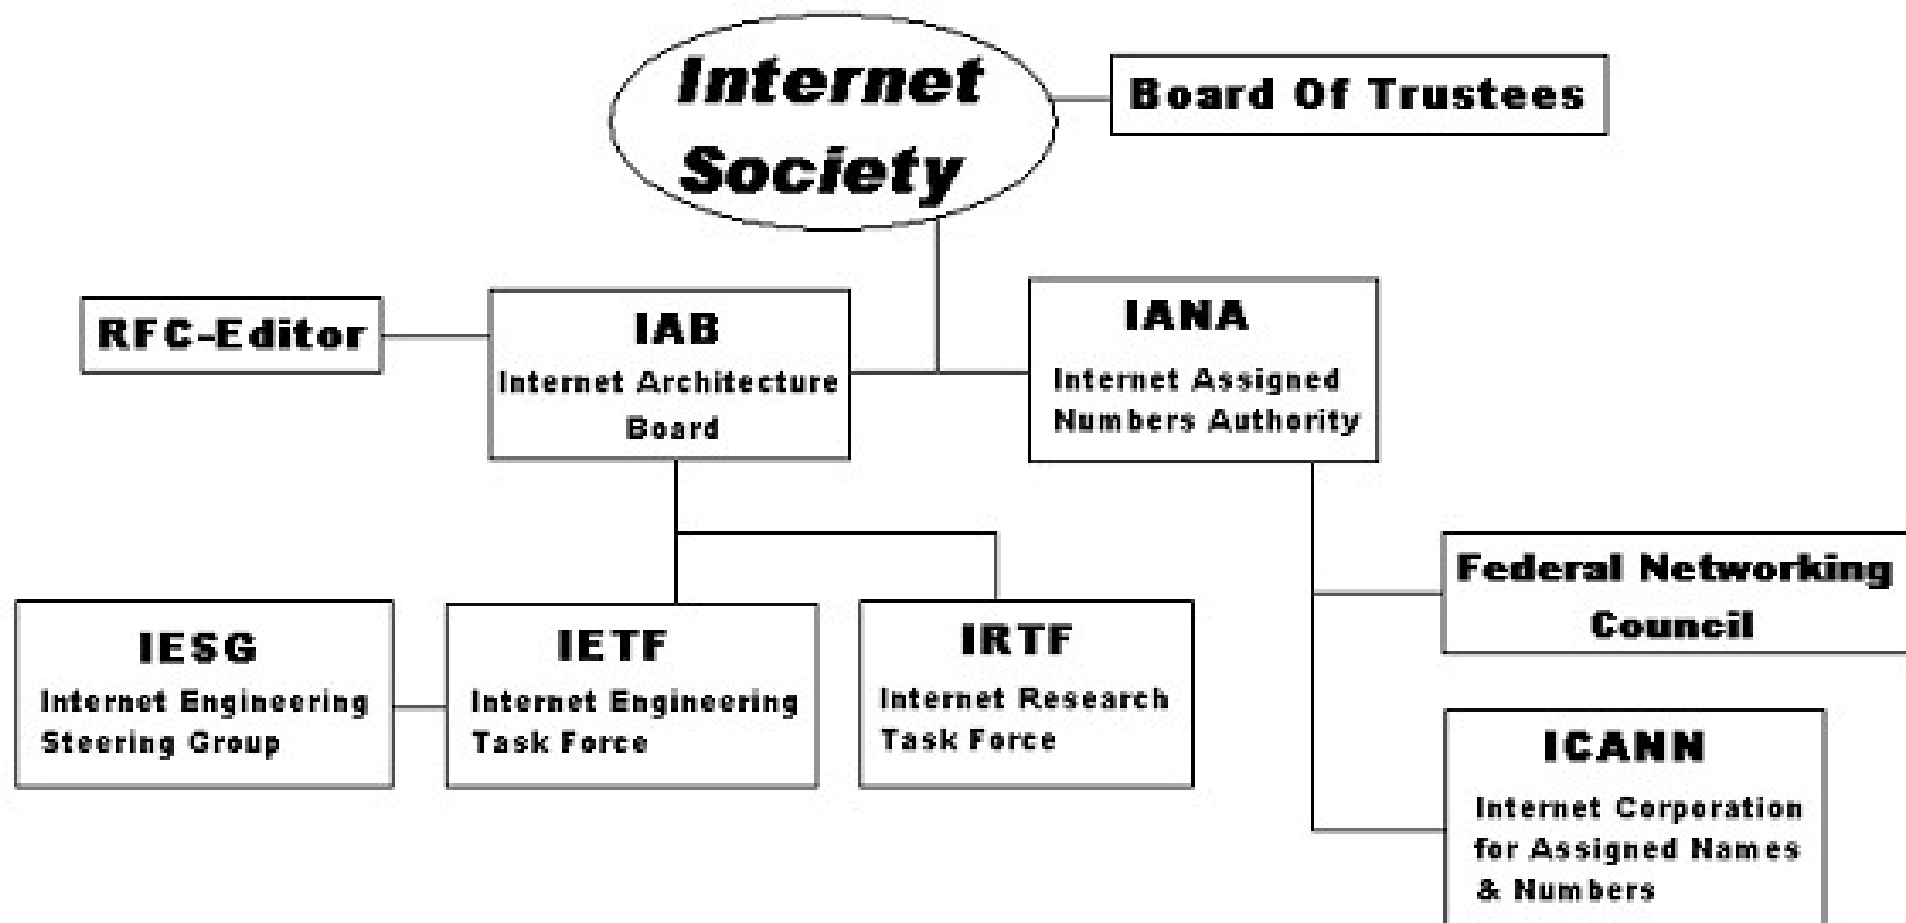 Internet
Society
Board Of Trustees
RFC-Editor
IAB
Internet Architecture
Board
IANA
Internet Assigned
Numbers Authority
IESG
Internet Engineering
Steering Group
IETF
Internet Engineering
Task Force
IRTF
Internet Research
Task Force
Federal Networking
Council
ICANN
Internet Corporation
for Assigned Names
& Numbers